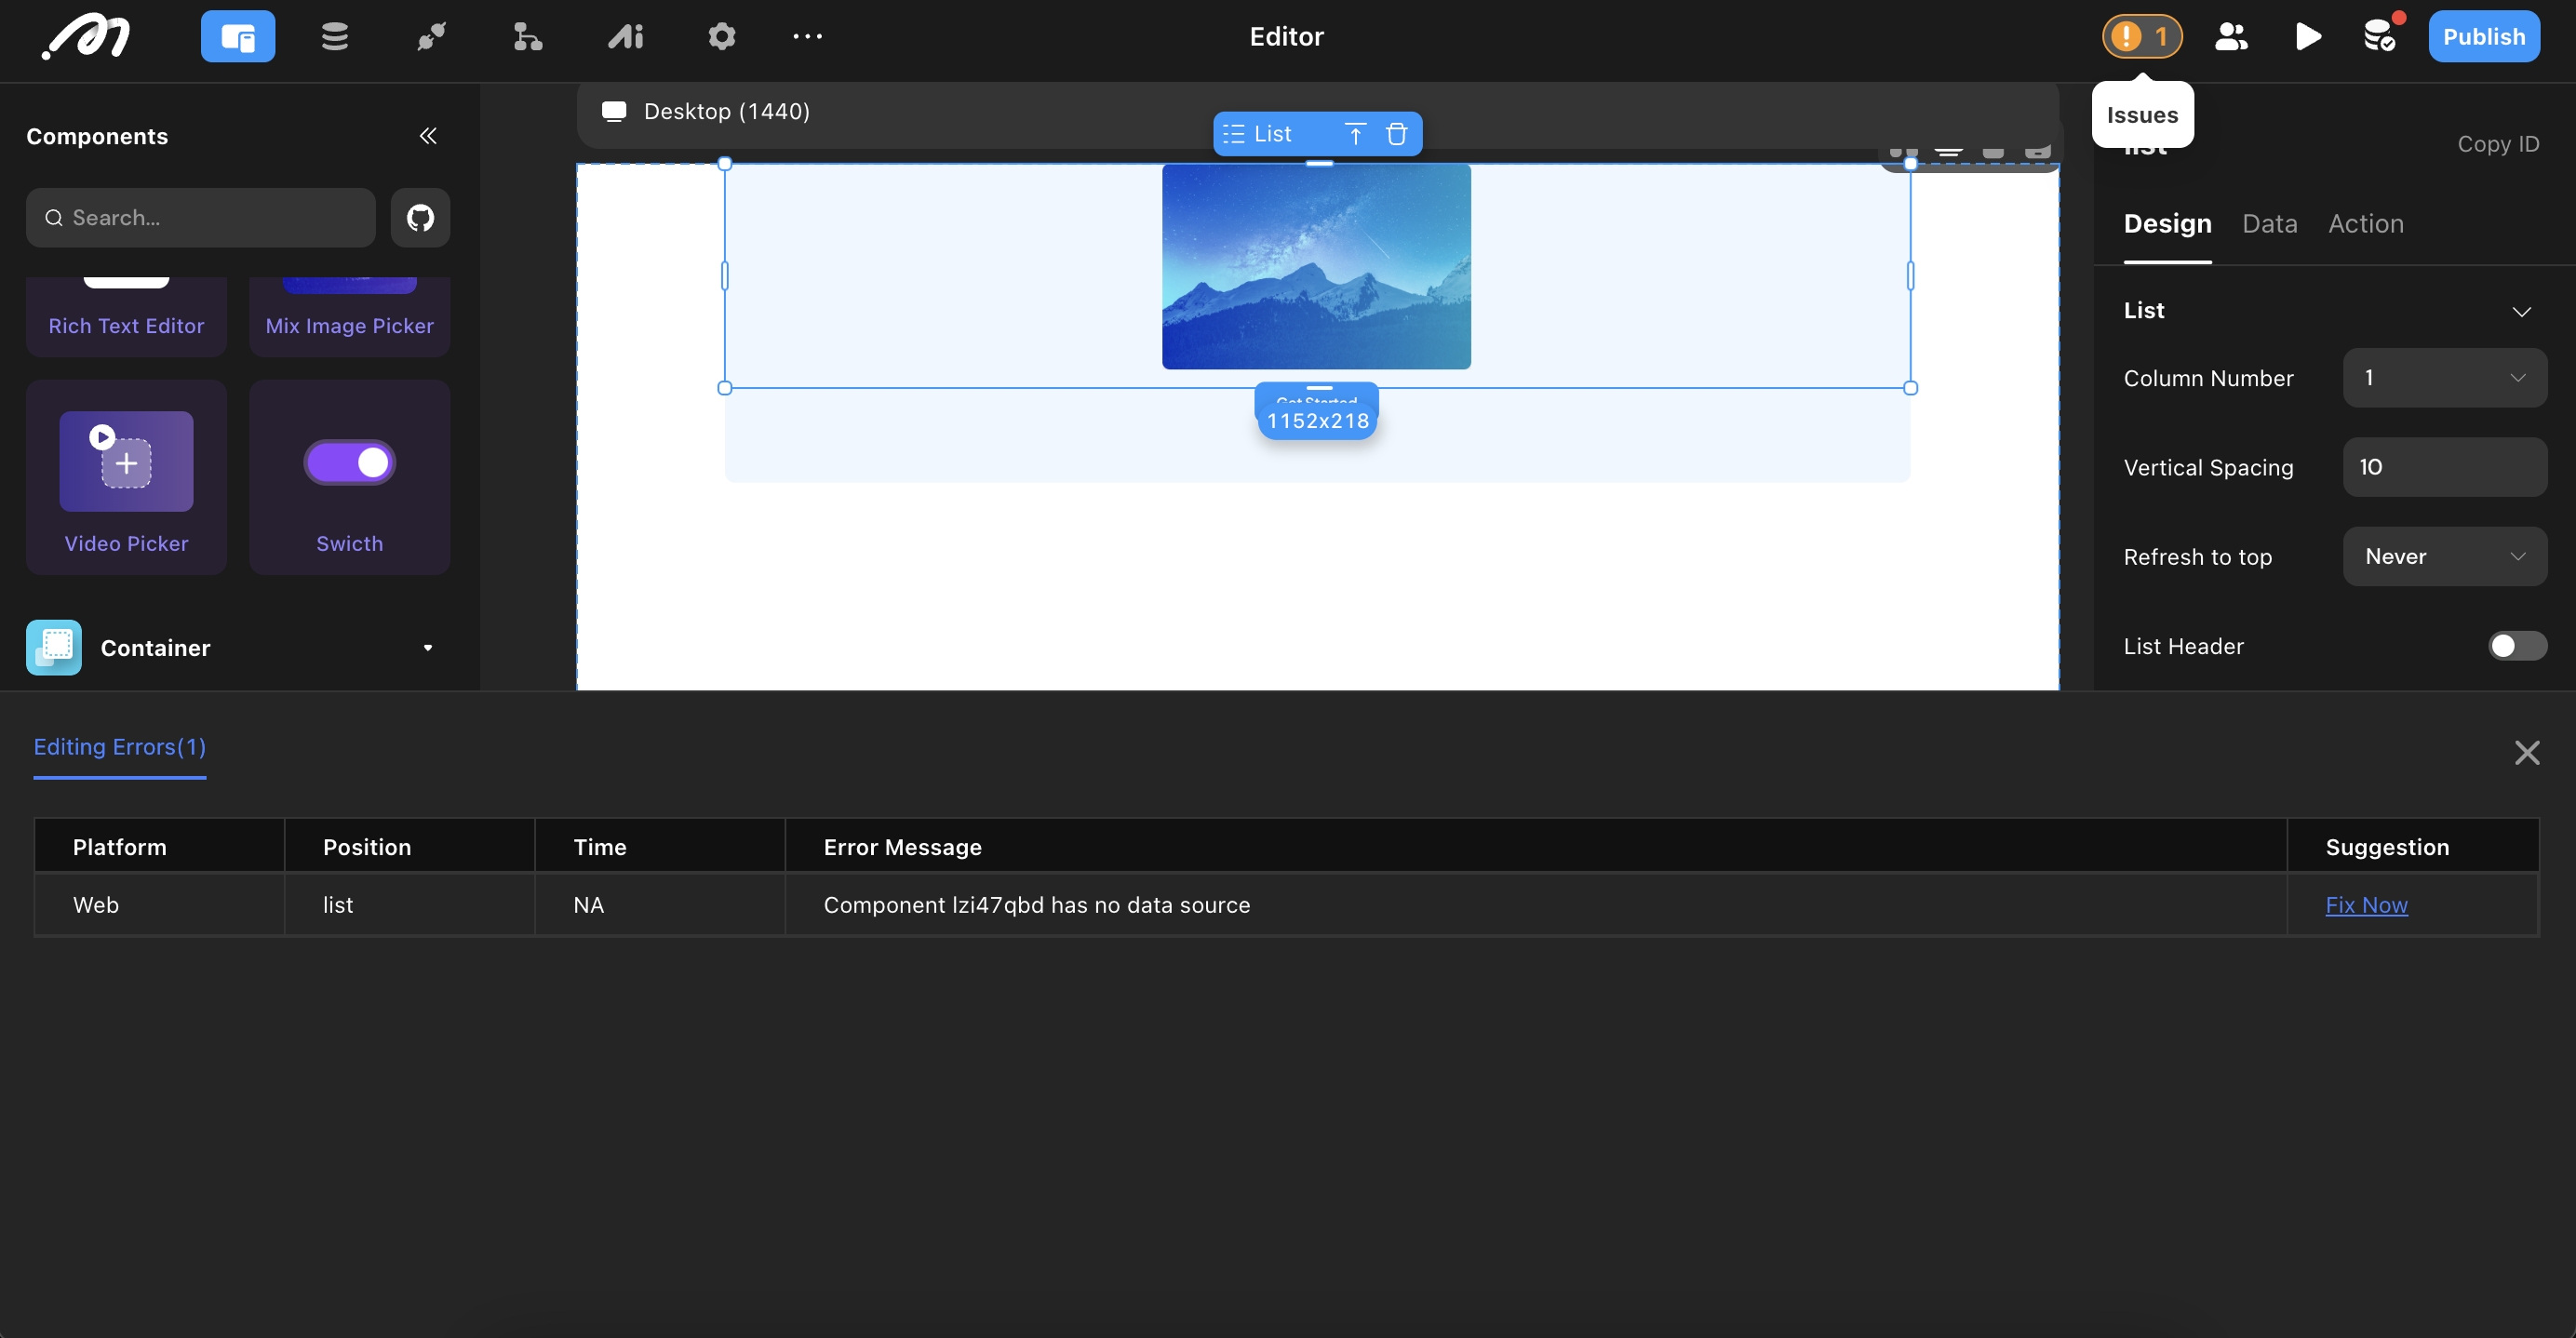 Editor
1
Publish
Issues
Components
Search...
Rich Text Editor
Mix Image Picker
Video Picker
Swicth
Container
Desktop (1440)
List
Get Started
1152x218
list
Copy ID
Design Data Action
List
Column Number 1
Vertical Spacing 10
Refresh to top Never
List Header
Editing Errors(1)
Platform Position Time Error Message Suggestion
Web list NA Component lzi47qbd has no data source Fix Now